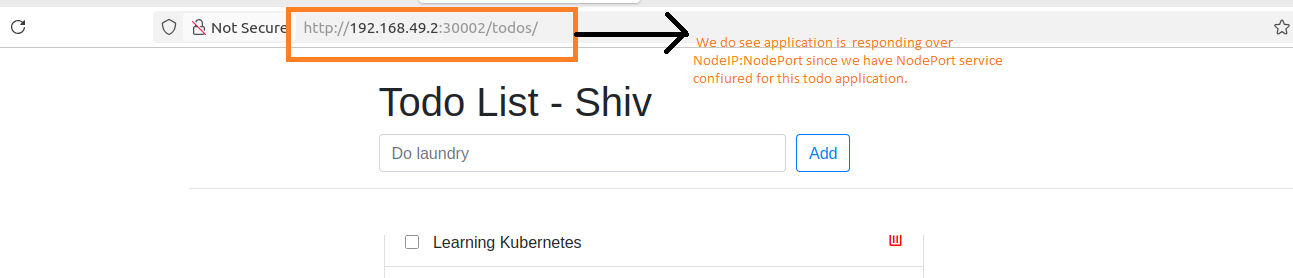 Not Secure http://192.168.49.2:30002/todos/
We do see application is responding over
NodeIP:NodePort since we have NodePort service
confiured for this todo application.
Todo List - Shiv
Do laundry Add
Learning Kubernetes